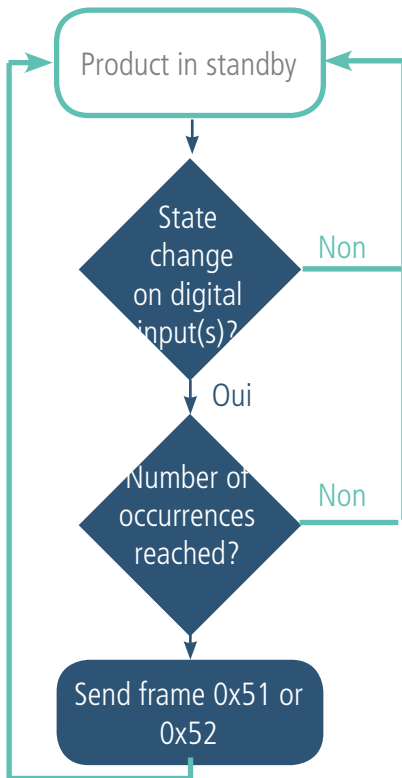 Product in standby
State
change
on digital
input(s)?
Non
Oui
Number of
occurrences
reached?
Non
Send frame 0x51 or
0x52